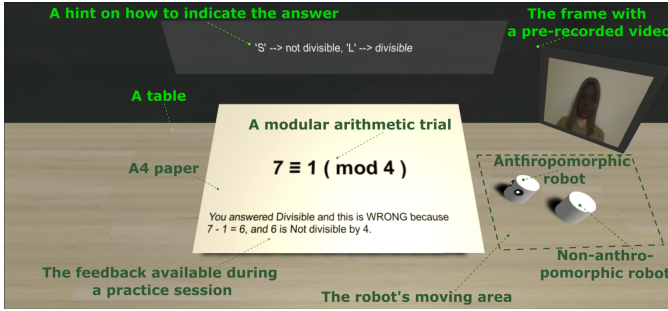 A hint on how to indicate the answer
The frame with
a pre-recorded video
'S' --> not divisible, 'L' --> divisible
A table
A modular arithmetic trial
A4 paper
7 ≡ 1 ( mod 4 )
Anthropomorphic
robot
You answered Divisible and this is WRONG because
7 - 1 = 6, and 6 is Not divisible by 4.
Non-anthro-
pomorphic robot
The feedback available during
a practice session
The robot's moving area